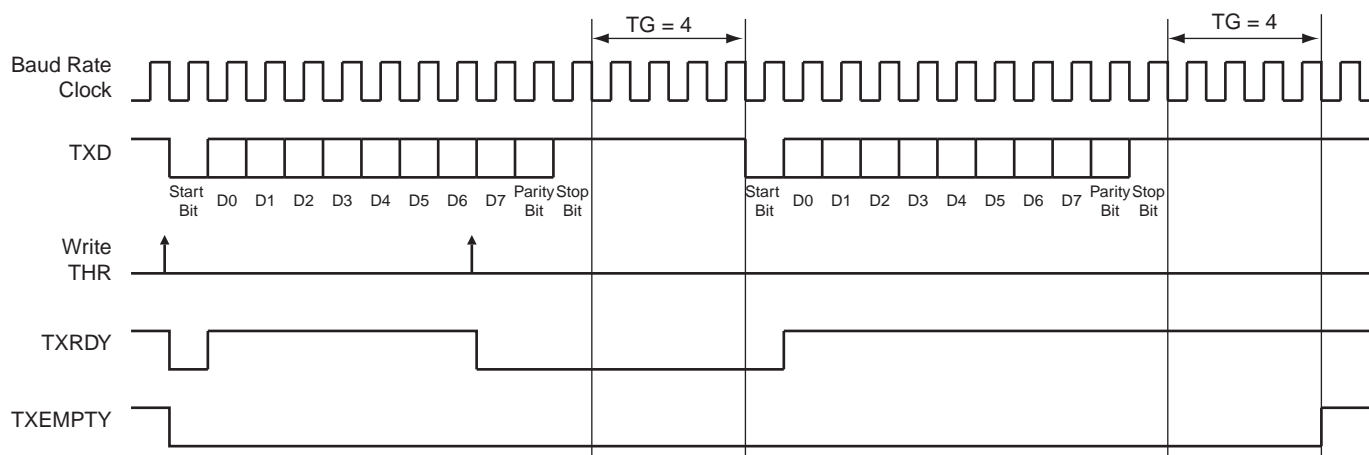 TG = 4
TG = 4
Baud Rate
Clock
TXD
Start
Bit
D0
D1
D2
D3
D4
D5
D6
D7
Parity
Bit
Stop
Bit
Start
Bit
D0
D1
D2
D3
D4
D5
D6
D7
Parity
Bit
Stop
Bit
Write
THR
TXRDY
TXEMPTY